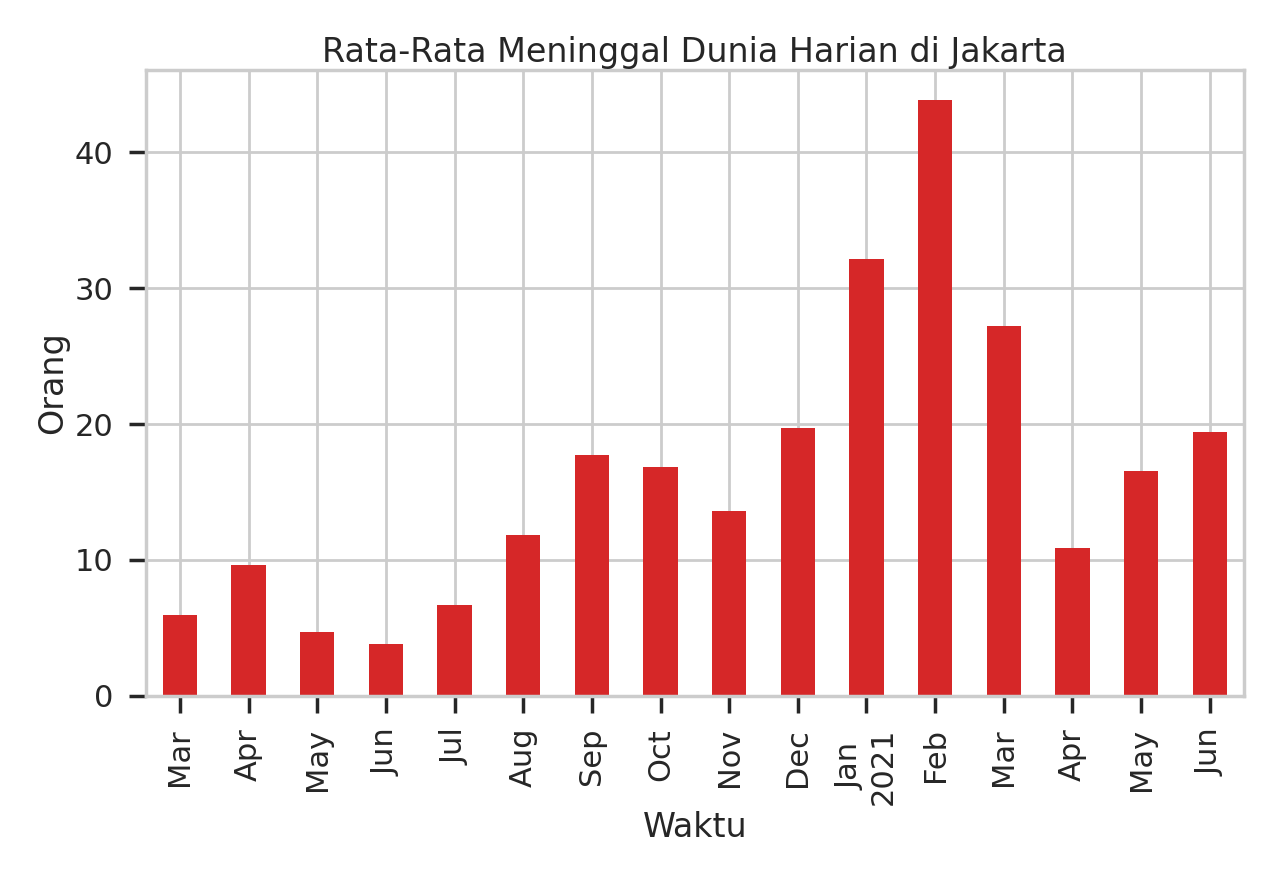 Rata-Rata Meninggal Dunia Harian di Jakarta
Orang
40
30
20
10
0
Mar
Apr
May
Jun
Jul
Aug
Sep
Oct
Nov
Dec
Jan
2021
Feb
Mar
Apr
May
Jun
Waktu